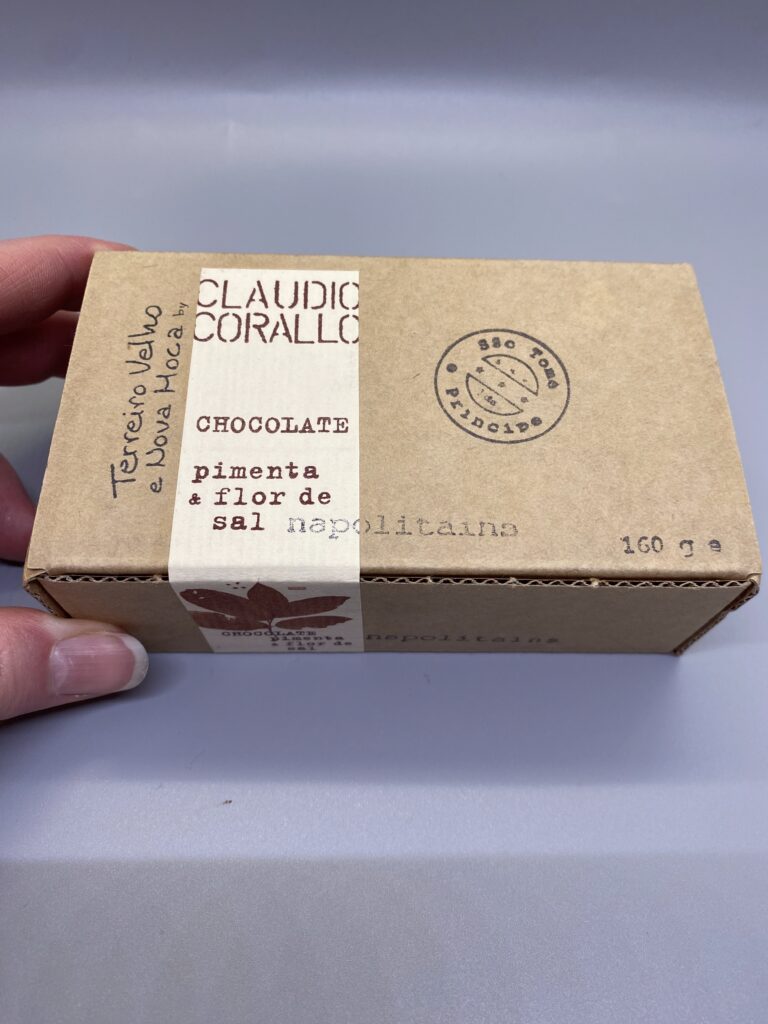 Terreiro Velho
e Nova Moca by
CLAUDIO
CORALLO
CHOCOLATE
pimenta
& flor de
sal napolitains
São Tomé
e Príncipe
160 g e
CHOCOLATE
pimenta
& flor de
sal
napolitains